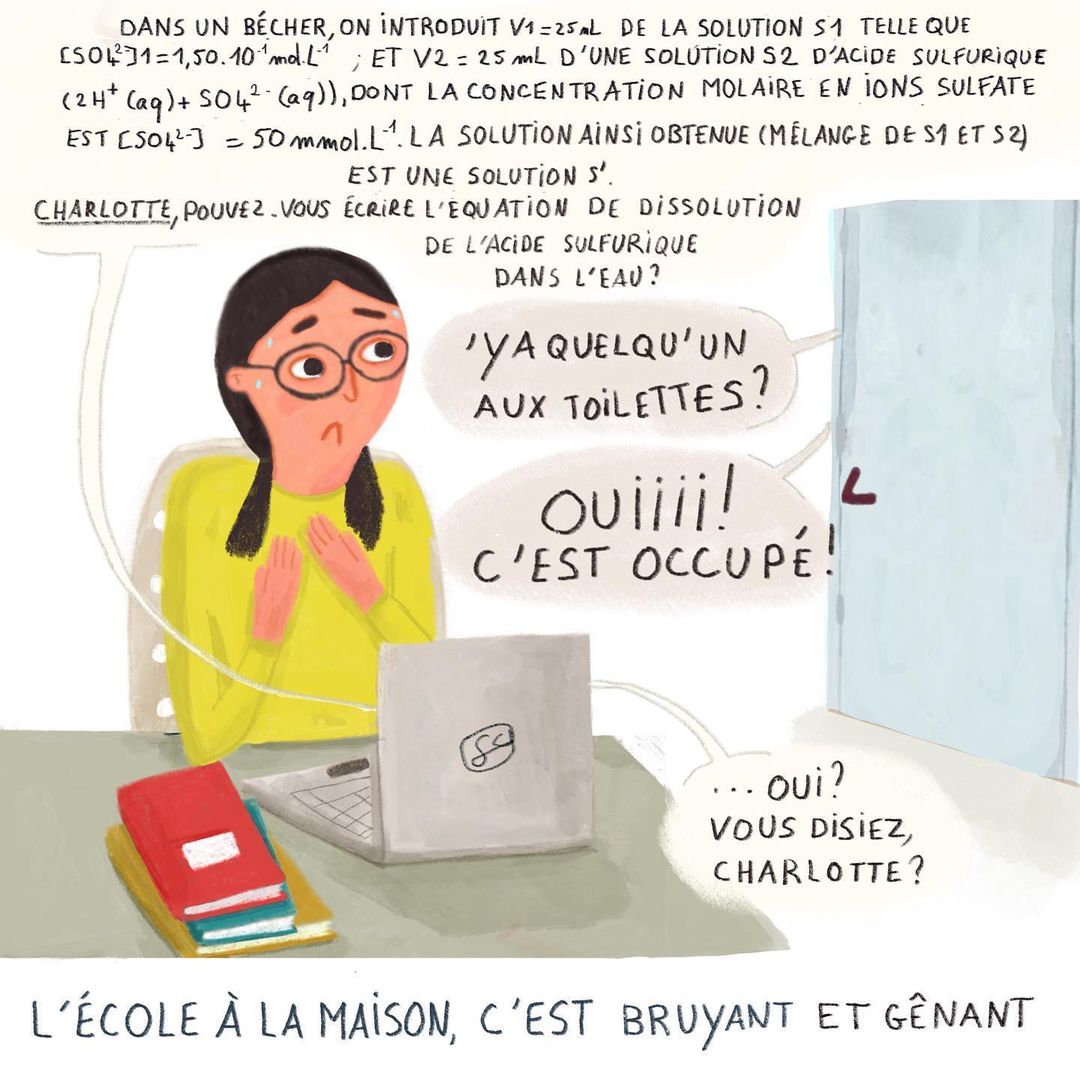 DANS UN BÉCHER, ON INTRODUIT V1=25mL DE LA SOLUTION S1 TELLE QUE
[SO4²⁻]1=1,50.10⁻¹ mol.L⁻¹ ; ET V2 = 25 mL D'UNE SOLUTION S2 D'ACIDE SULFURIQUE
(2H⁺ (aq)+ SO4²⁻ (aq)), DONT LA CONCENTRATION MOLAIRE EN IONS SULFATE
EST [SO4²⁻] = 50 mmol.L⁻¹. LA SOLUTION AINSI OBTENUE (MÉLANGE DE S1 ET S2)
EST UNE SOLUTION S'.
CHARLOTTE, POUVEZ-VOUS ÉCRIRE L'ÉQUATION DE DISSOLUTION
DE L'ACIDE SULFURIQUE
DANS L'EAU?
'YA QUELQU'UN
AUX TOILETTES?
OUIIII!
C'EST OCCUPÉ!
... OUI?
VOUS DISIEZ,
CHARLOTTE?
L'ÉCOLE À LA MAISON, C'EST BRUYANT ET GÊNANT